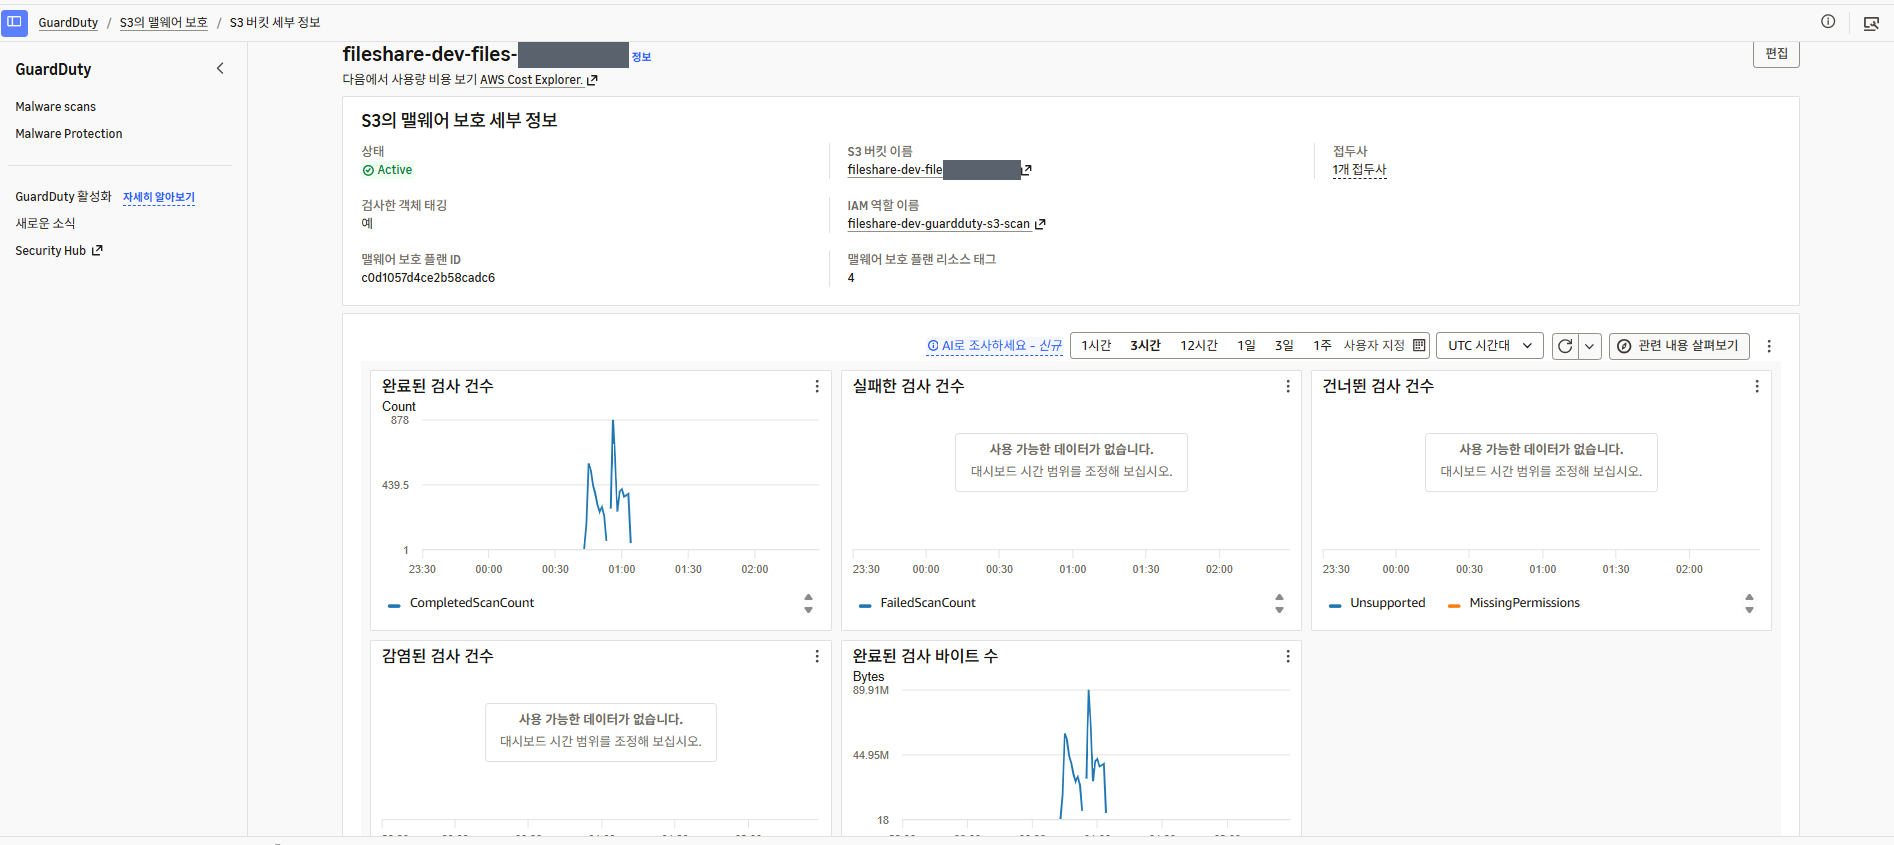 GuardDuty / S3의 맬웨어 보호 / S3 버킷 세부 정보
GuardDuty
Malware scans
Malware Protection
GuardDuty 활성화 자세히 알아보기
새로운 소식
Security Hub
fileshare-dev-files- 정보
편집
다음에서 사용량 비용 보기 AWS Cost Explorer.
S3의 맬웨어 보호 세부 정보
상태
Active
S3 버킷 이름
fileshare-dev-file
접두사
1개 접두사
검사한 객체 태깅
예
IAM 역할 이름
fileshare-dev-guardduty-s3-scan
맬웨어 보호 플랜 ID
c0d1057d4ce2b58cadc6
맬웨어 보호 플랜 리소스 태그
4
AI로 조사하세요 - 신규 1시간 3시간 12시간 1일 3일 1주 사용자 지정 UTC 시간대 관련 내용 살펴보기
완료된 검사 건수
Count
878
439.5
1
23:30 00:00 00:30 01:00 01:30 02:00
CompletedScanCount
실패한 검사 건수
사용 가능한 데이터가 없습니다.
대시보드 시간 범위를 조정해 보십시오.
23:30 00:00 00:30 01:00 01:30 02:00
FailedScanCount
건너뛴 검사 건수
사용 가능한 데이터가 없습니다.
대시보드 시간 범위를 조정해 보십시오.
23:30 00:00 00:30 01:00 01:30 02:00
Unsupported MissingPermissions
감염된 검사 건수
사용 가능한 데이터가 없습니다.
대시보드 시간 범위를 조정해 보십시오.
완료된 검사 바이트 수
Bytes
89.91M
44.95M
18